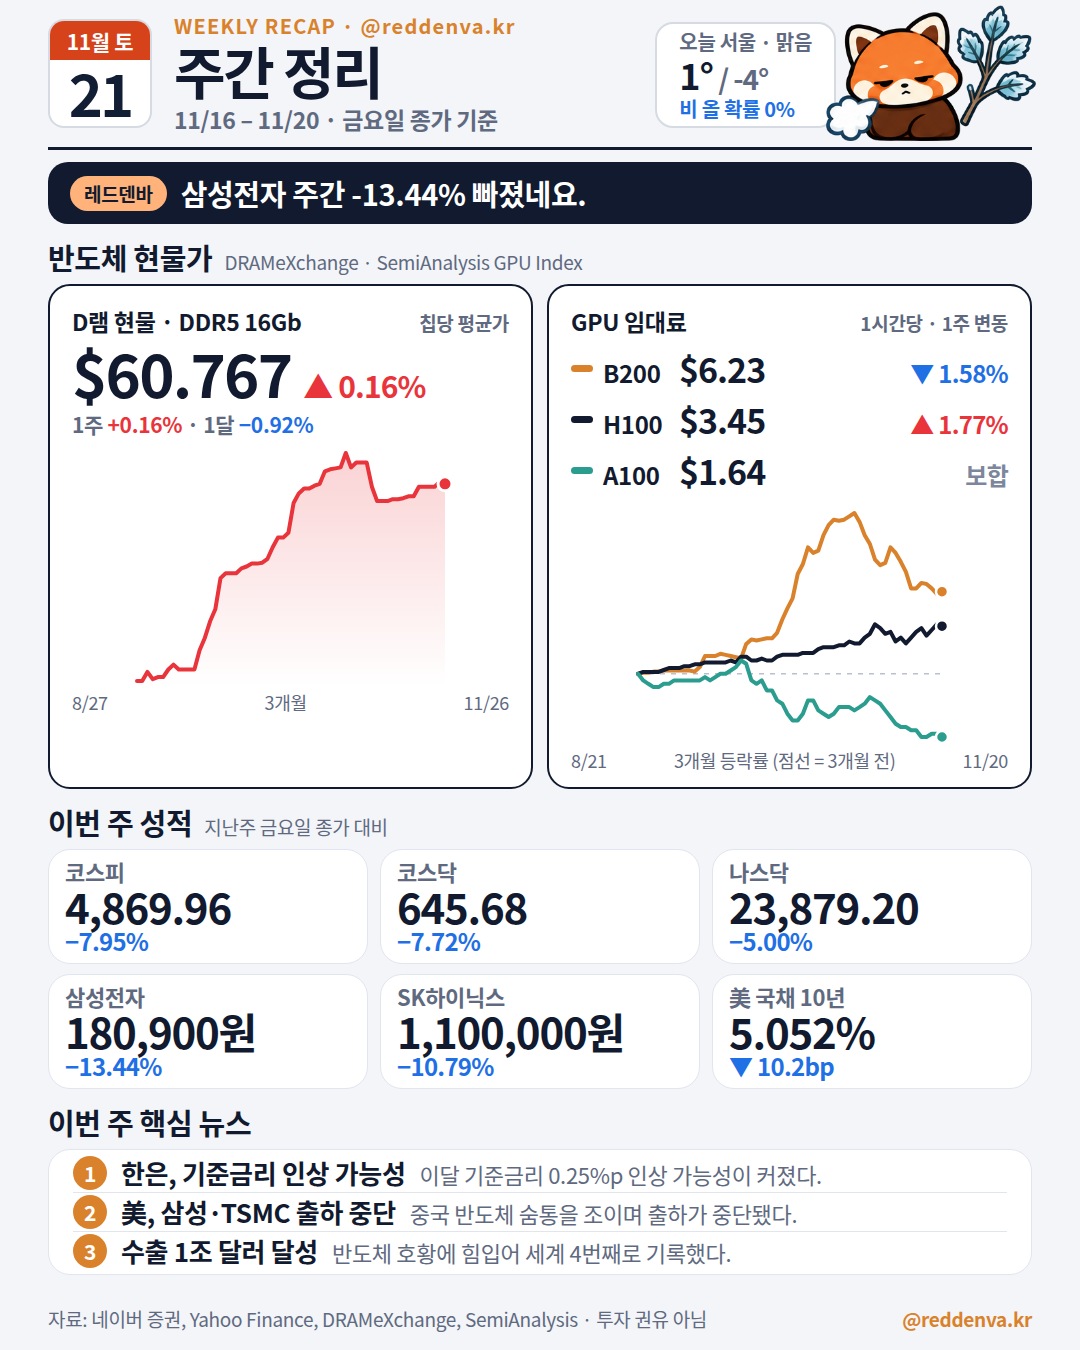 11월 토
21
WEEKLY RECAP · @reddenva.kr
주간 정리
11/16 – 11/20 · 금요일 종가 기준
오늘 서울 · 맑음
1° / -4°
비 올 확률 0%
레드덴바 삼성전자 주간 -13.44% 빠졌네요.
반도체 현물가 DRAMeXchange · SemiAnalysis GPU Index
D램 현물 · DDR5 16Gb 칩당 평균가
$60.767 ▲ 0.16%
1주 +0.16% · 1달 −0.92%
8/27 3개월 11/26
GPU 임대료 1시간당 · 1주 변동
B200 $6.23 ▼ 1.58%
H100 $3.45 ▲ 1.77%
A100 $1.64 보합
8/21 3개월 등락률 (점선 = 3개월 전) 11/20
이번 주 성적 지난주 금요일 종가 대비
코스피
4,869.96
−7.95%
코스닥
645.68
−7.72%
나스닥
23,879.20
−5.00%
삼성전자
180,900원
−13.44%
SK하이닉스
1,100,000원
−10.79%
美 국채 10년
5.052%
▼ 10.2bp
이번 주 핵심 뉴스
1 한은, 기준금리 인상 가능성 이달 기준금리 0.25%p 인상 가능성이 커졌다.
2 美, 삼성·TSMC 출하 중단 중국 반도체 숨통을 조이며 출하가 중단됐다.
3 수출 1조 달러 달성 반도체 호황에 힘입어 세계 4번째로 기록했다.
자료: 네이버 증권, Yahoo Finance, DRAMeXchange, SemiAnalysis · 투자 권유 아님
@reddenva.kr